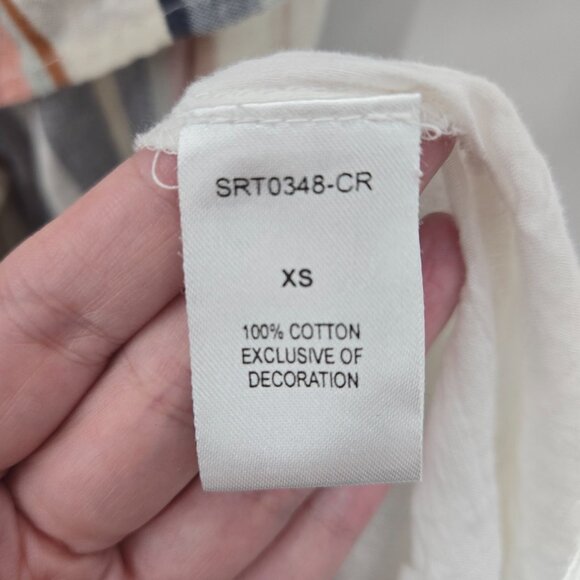 SRT0348-CR
XS
100% COTTON
EXCLUSIVE OF
DECORATION